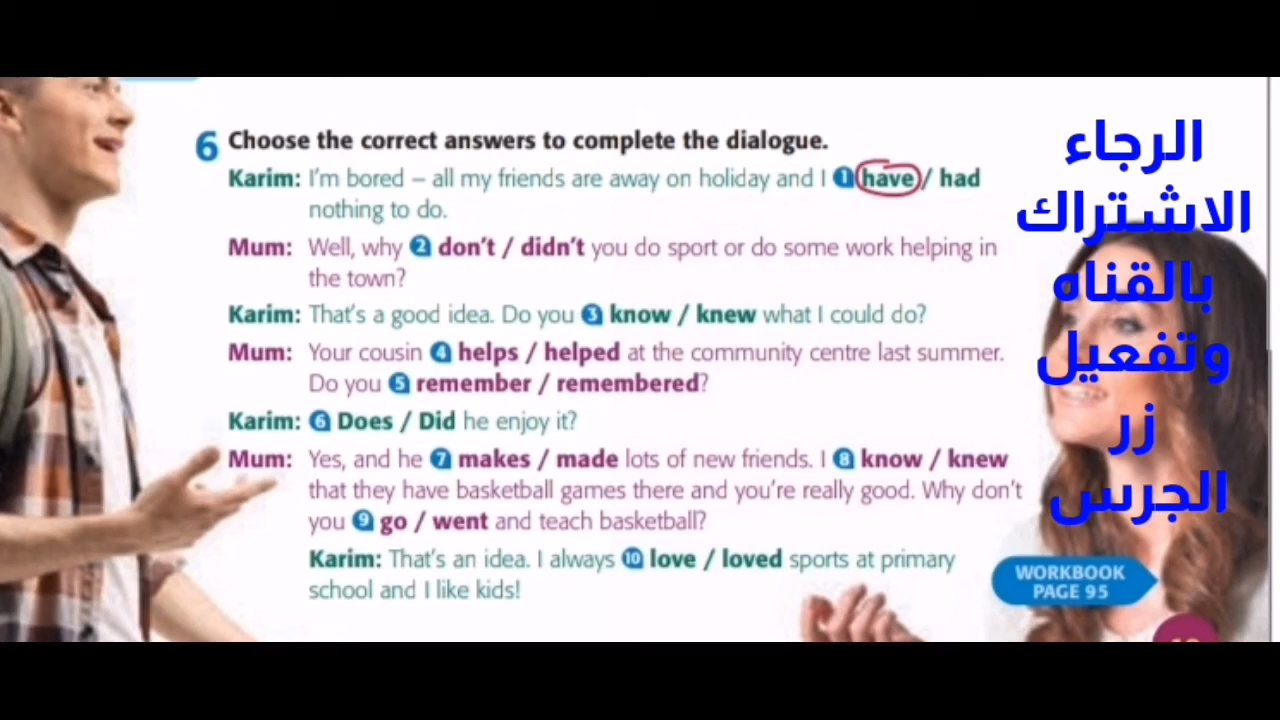 6 Choose the correct answers to complete the dialogue.
Karim: I'm bored – all my friends are away on holiday and I 1 have / had
nothing to do.
Mum: Well, why 2 don't / didn't you do sport or do some work helping in
the town?
Karim: That's a good idea. Do you 3 know / knew what I could do?
Mum: Your cousin 4 helps / helped at the community centre last summer.
Do you 5 remember / remembered?
Karim: 6 Does / Did he enjoy it?
Mum: Yes, and he 7 makes / made lots of new friends. I 8 know / knew
that they have basketball games there and you're really good. Why don't
you 9 go / went and teach basketball?
Karim: That's an idea. I always 10 love / loved sports at primary
school and I like kids!
WORKBOOK
PAGE 95
الرجاء
الاشتراك
بالقناه
وتفعيل
زر
الجرس